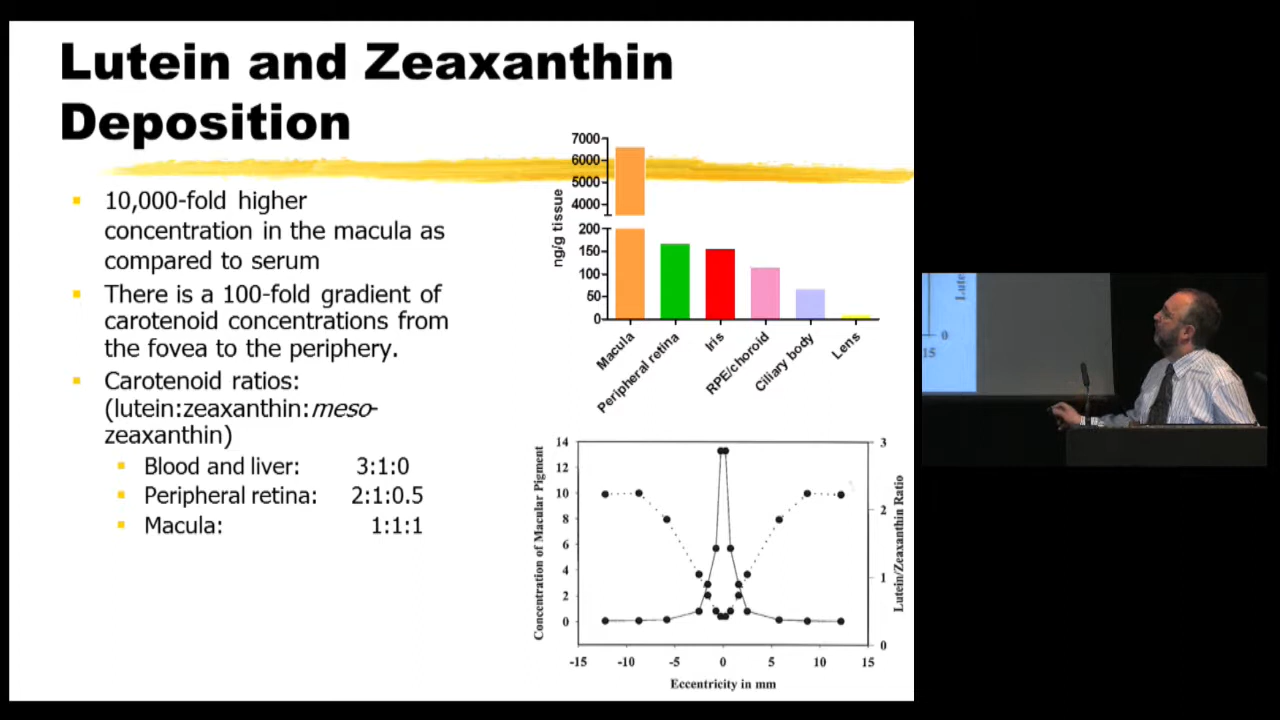 Lutein and Zeaxanthin
Deposition
10,000-fold higher
concentration in the macula as
compared to serum
There is a 100-fold gradient of
carotenoid concentrations from
the fovea to the periphery.
Carotenoid ratios:
(lutein:zeaxanthin:meso-
zeaxanthin)
Blood and liver: 3:1:0
Peripheral retina: 2:1:0.5
Macula: 1:1:1
ng/g tissue
7000
6000
5000
4000
200
150
100
50
0
Macula
Peripheral retina
Iris
RPE/choroid
Ciliary body
Lens
Concentration of Macular Pigment
14
12
10
8
6
4
2
0
3
2
1
0
Lutein/Zeaxanthin Ratio
-15 -10 -5 0 5 10 15
Eccentricity in mm
Lute
0
15